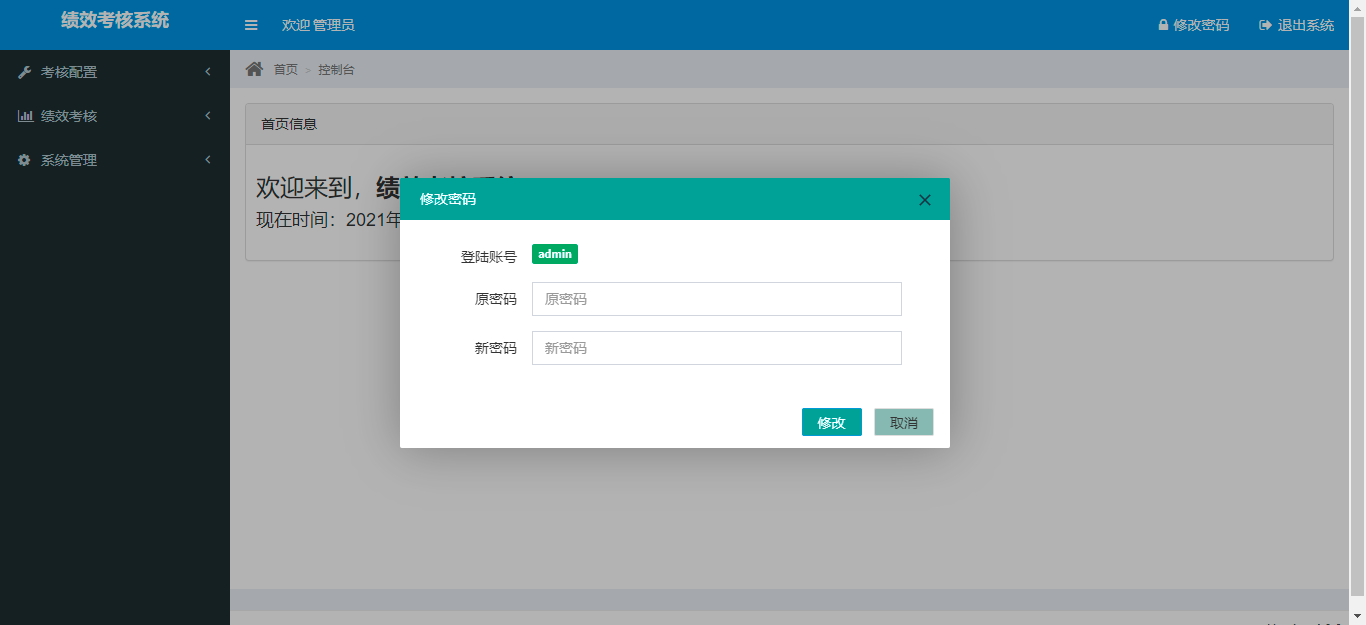 绩效考核系统
欢迎 管理员
修改密码
退出系统
考核配置
绩效考核
系统管理
首页 > 控制台
首页信息
欢迎来到，绩
现在时间：2021年
修改密码
登陆账号 admin
原密码 原密码
新密码 新密码
修改 取消